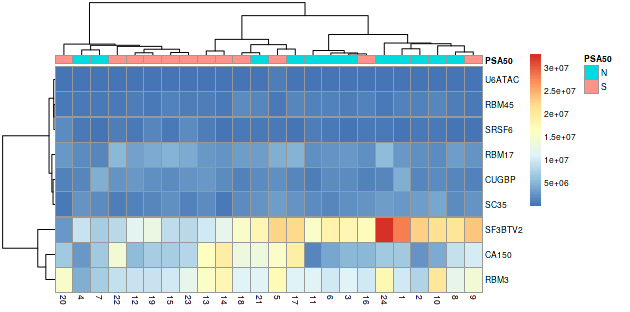 PSA50
PSA50
N
S
3e+07
2.5e+07
2e+07
1.5e+07
1e+07
5e+06
U6ATAC
RBM45
SRSF6
RBM17
CUGBP
SC35
SF3BTV2
CA150
RBM3
20 4 7 22 12 19 15 23 13 14 18 21 5 17 11 6 3 16 24 1 2 10 8 9